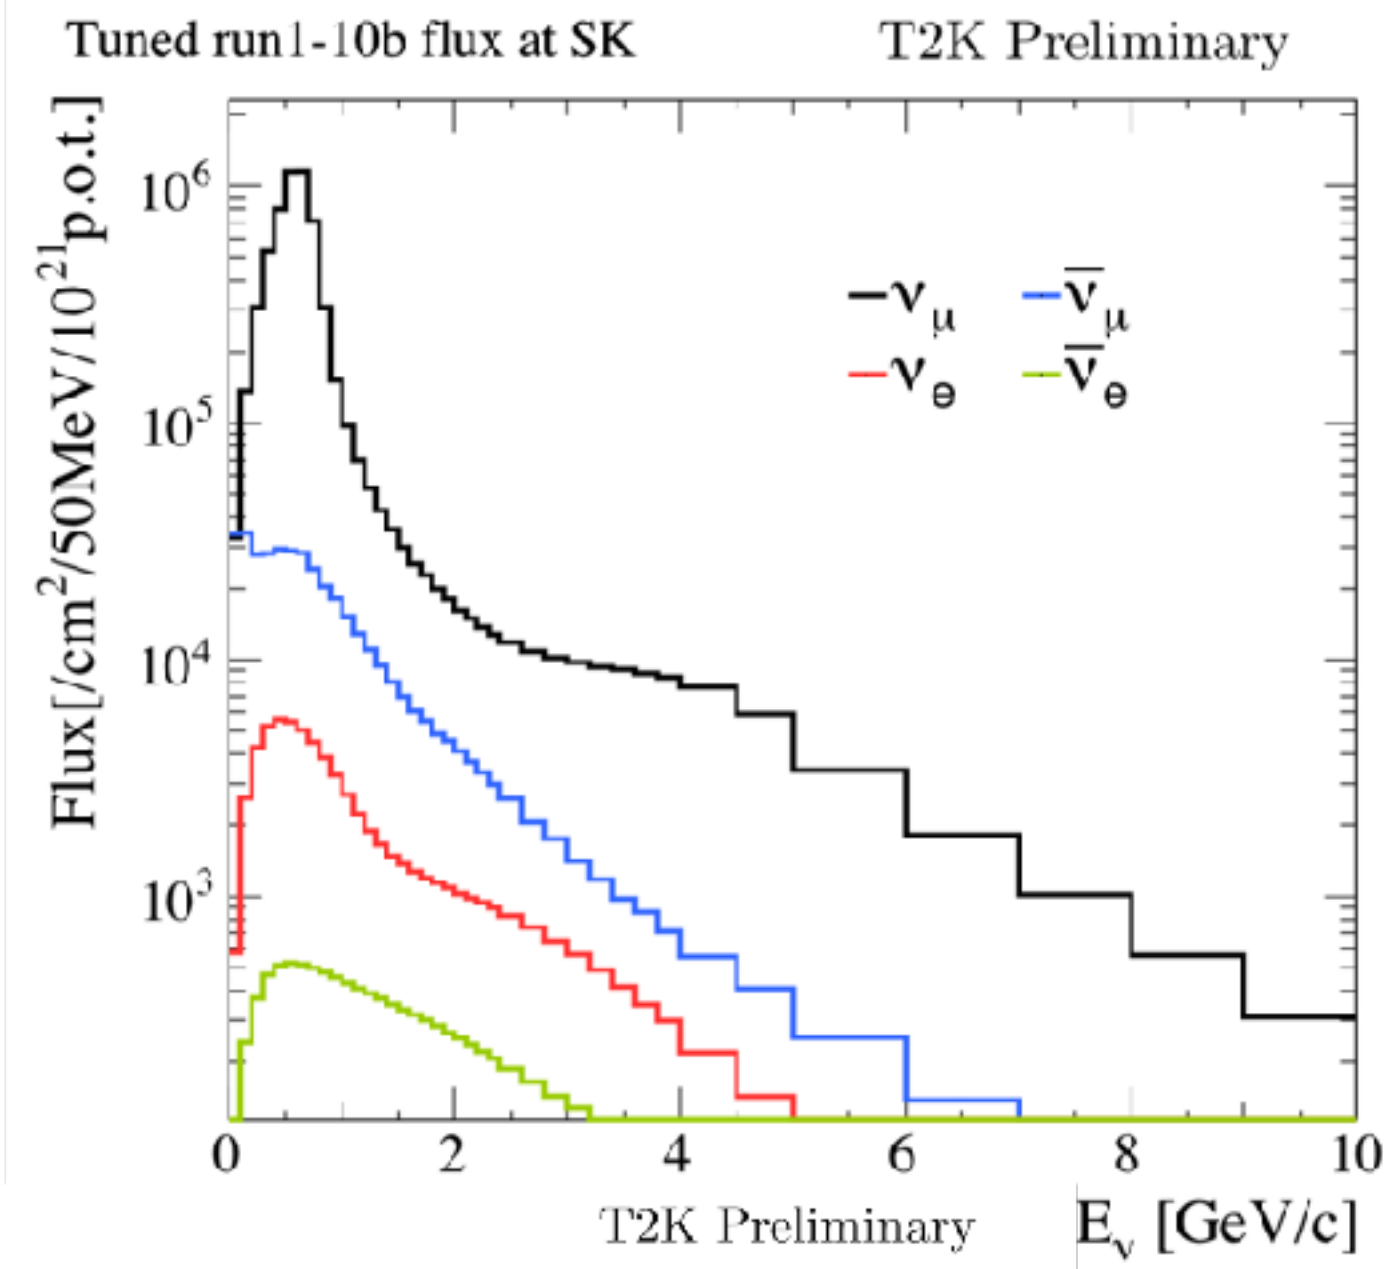 Tuned run1-10b flux at SK T2K Preliminary
Flux[/cm²/50MeV/10²¹p.o.t.]
10⁶
10⁵
10⁴
10³
ν_μ ν̅_μ
ν_e ν̅_e
0 2 4 6 8 10
T2K Preliminary E_ν [GeV/c]